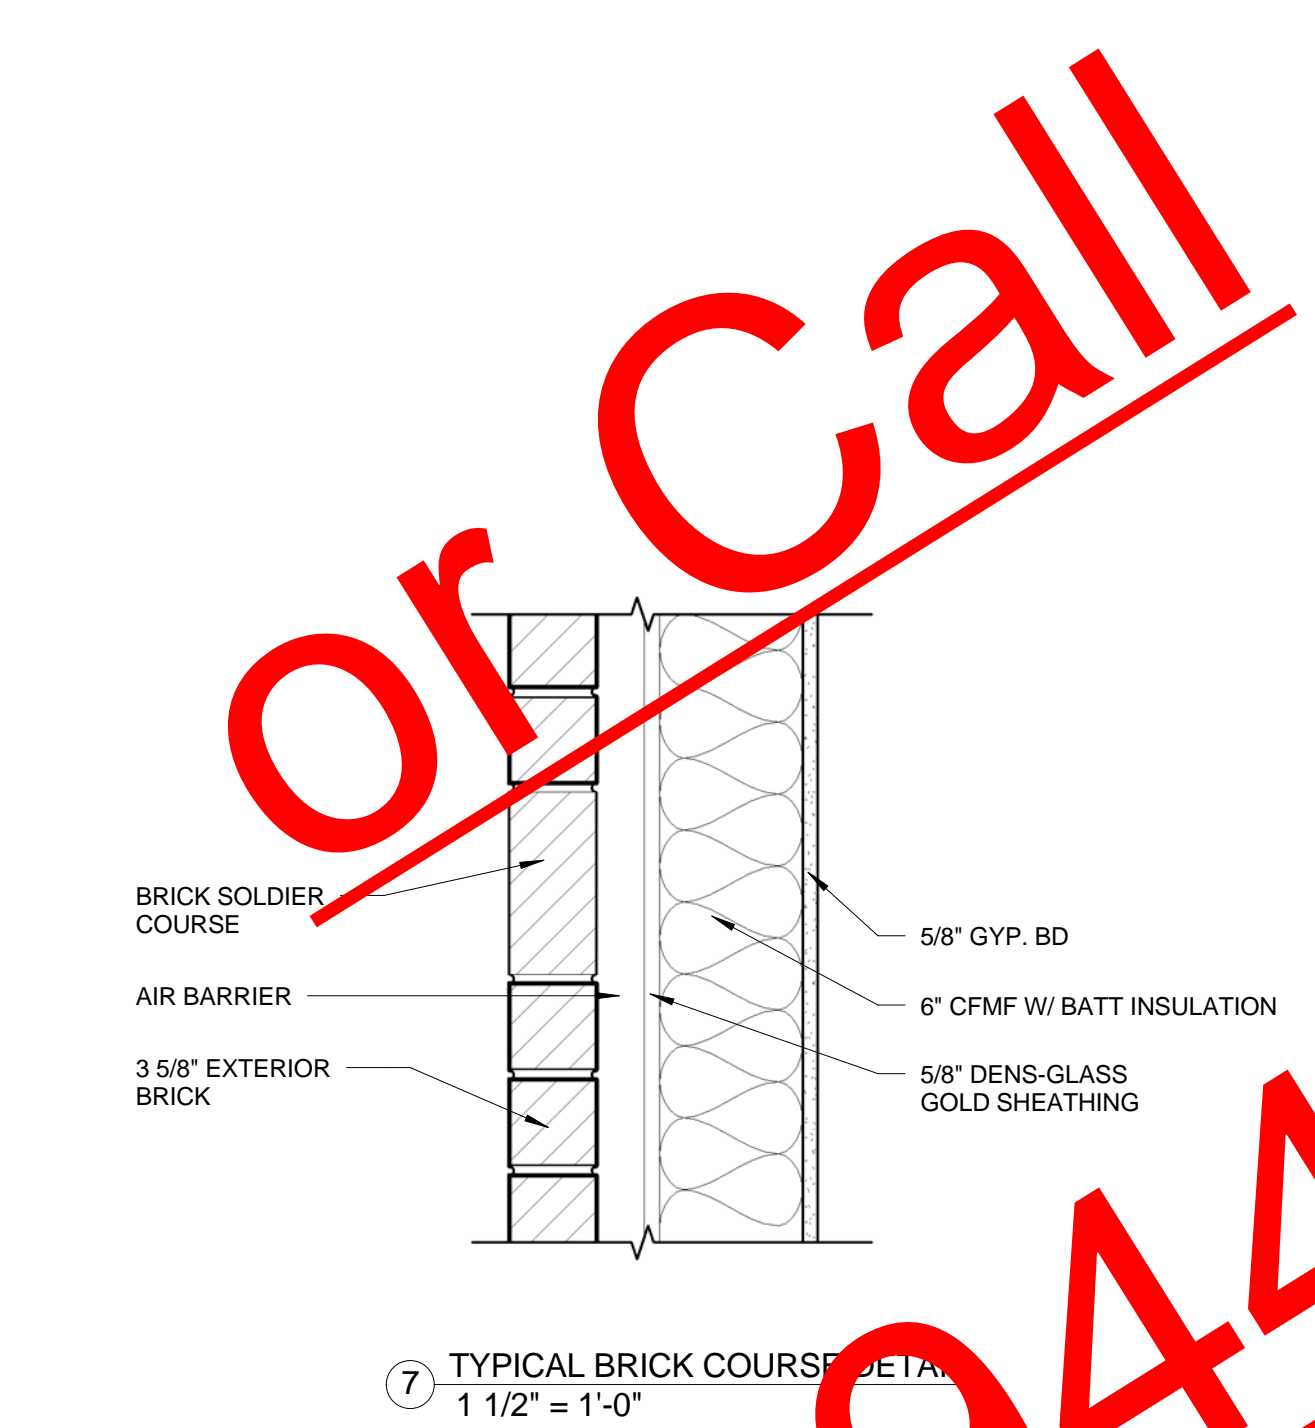 or Call
BRICK SOLDIER
COURSE
AIR BARRIER
3 5/8" EXTERIOR
BRICK
5/8" GYP. BD
6" CFMF W/ BATT INSULATION
5/8" DENS-GLASS
GOLD SHEATHING
7
TYPICAL BRICK COURSE DETAI
1 1/2" = 1'-0"